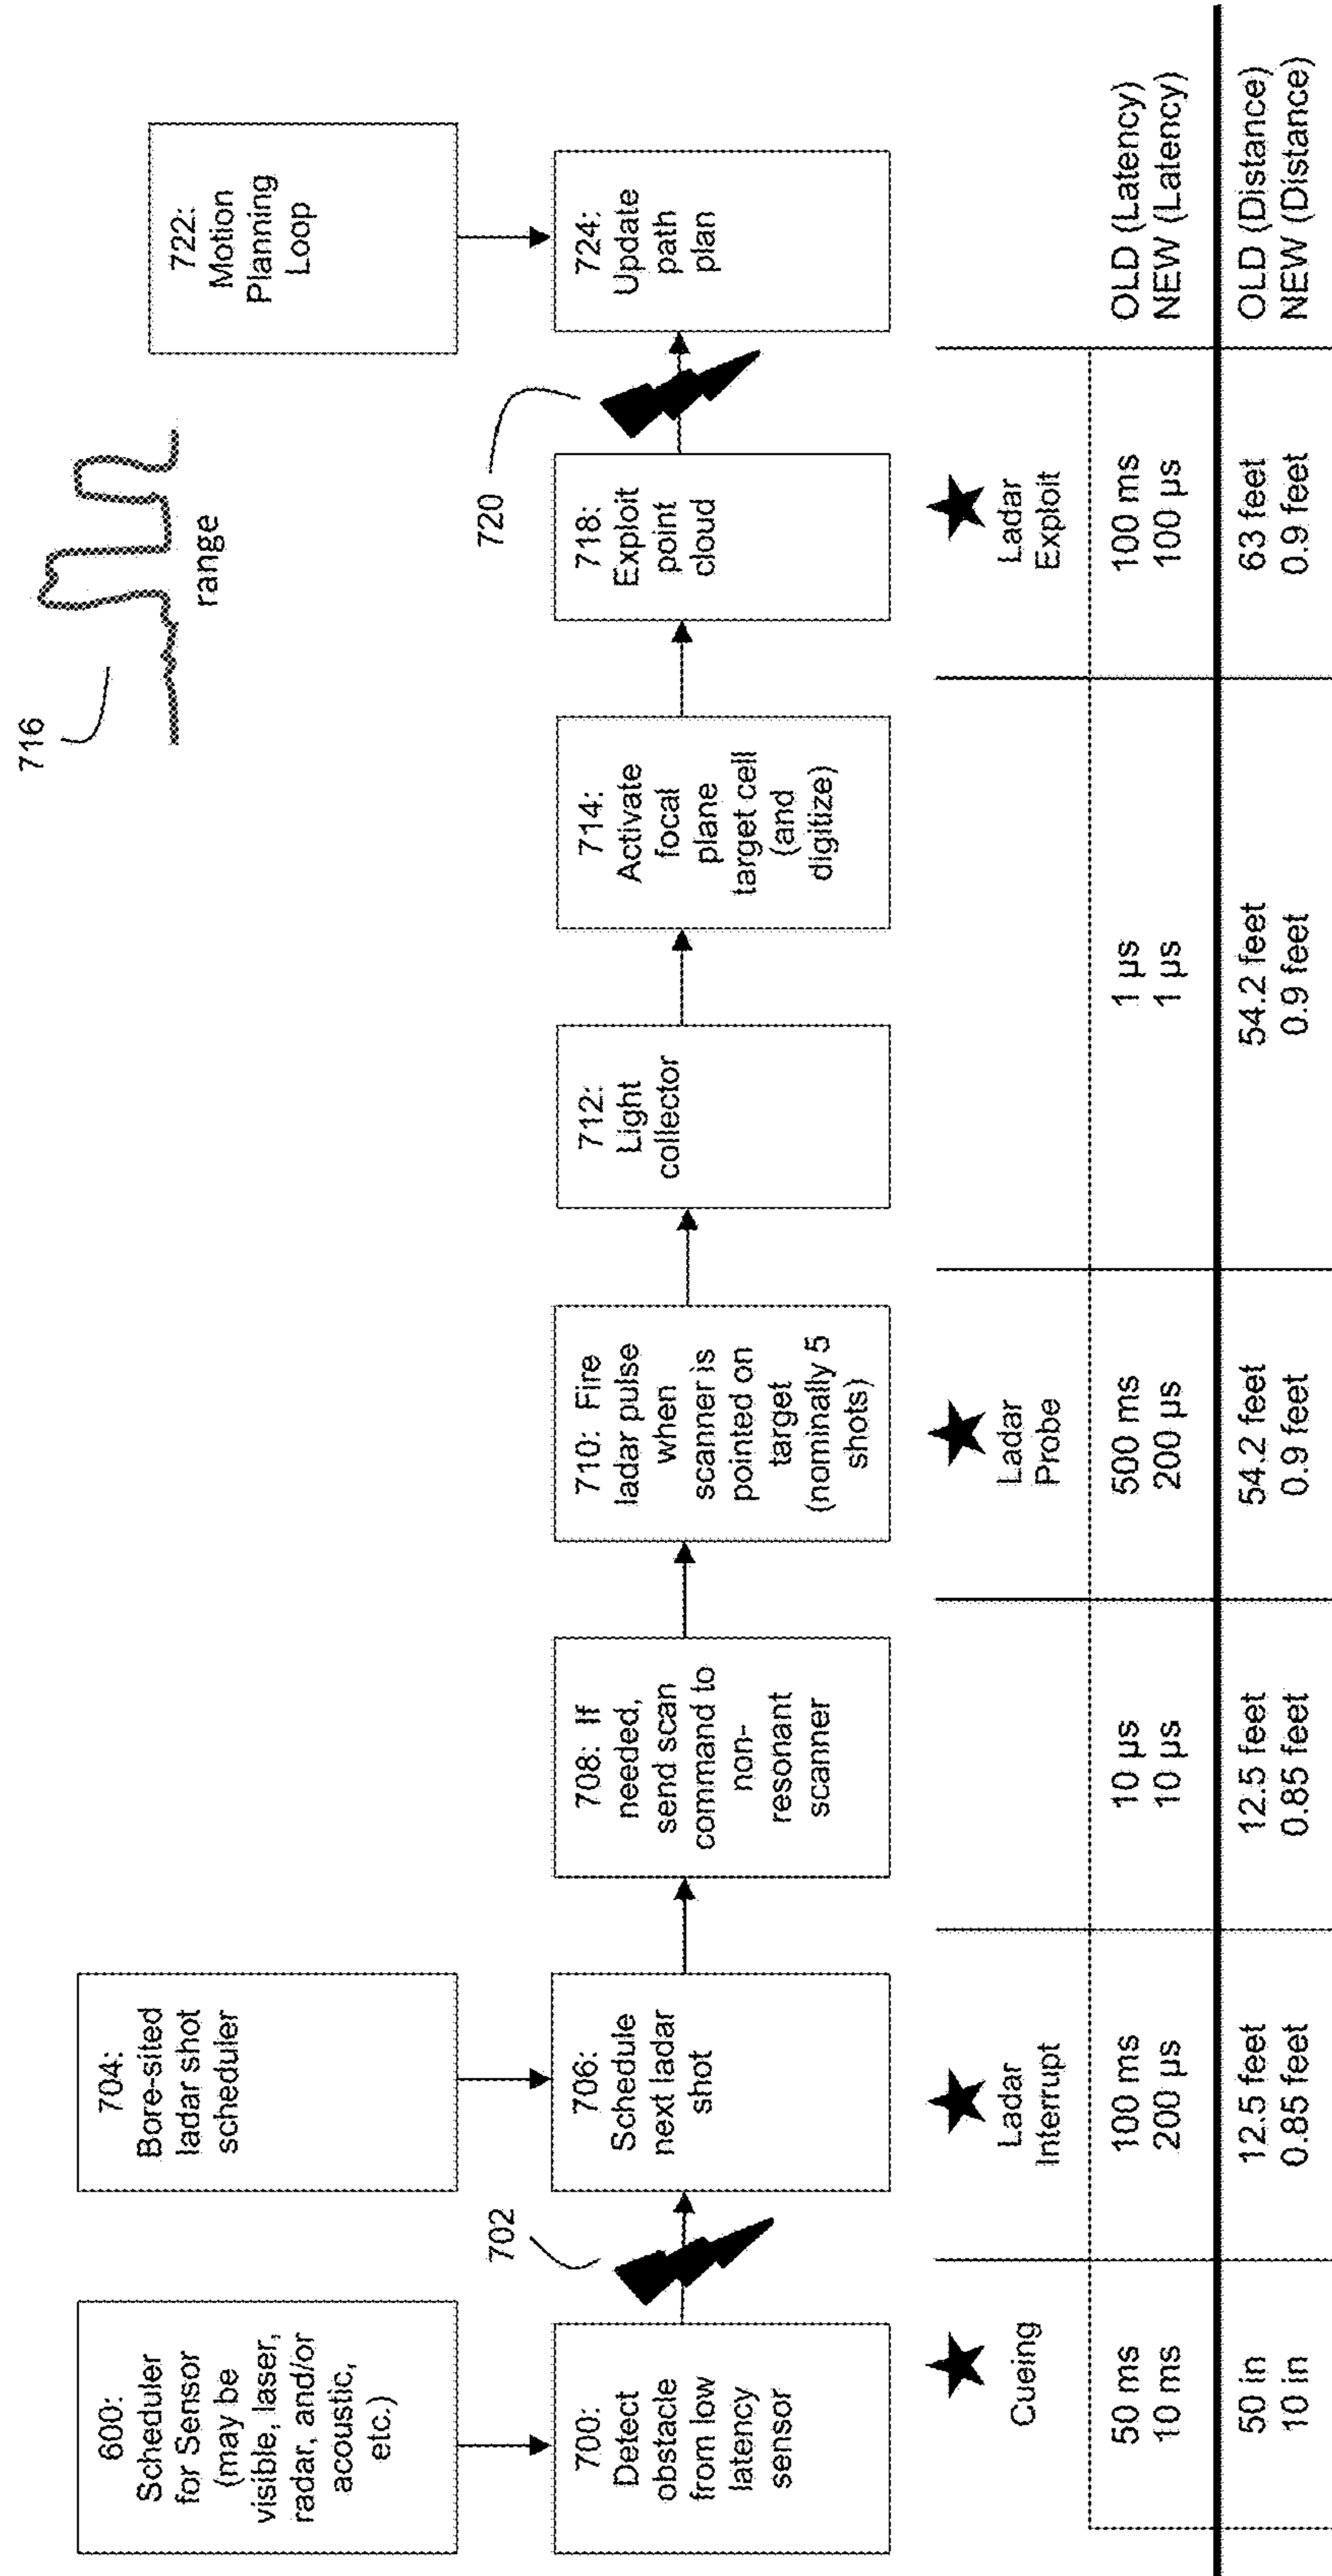 600:
Scheduler
for Sensor
(may be
visible, laser,
radar, and/or
acoustic,
etc.)
704:
Bore-sited
ladar shot
scheduler
716
range
722:
Motion
Planning
Loop
702
720
700:
Detect
obstacle
from low
latency
sensor
706:
Schedule
next ladar
shot
708: If
needed,
send scan
command to
non-
resonant
scanner
710: Fire
ladar pulse
when
scanner is
pointed on
target
(nominally 5
shots)
712:
Light
collector
714:
Activate
focal
plane
target cell
(and
digitize)
718:
Exploit
point
cloud
724:
Update
path
plan
Cueing
Ladar
Interrupt
Ladar
Probe
Ladar
Exploit
50 ms
10 ms
100 ms
200 µs
10 µs
10 µs
500 ms
200 µs
1 µs
1 µs
100 ms
100 µs
OLD (Latency)
NEW (Latency)
50 in
10 in
12.5 feet
0.85 feet
12.5 feet
0.85 feet
54.2 feet
0.9 feet
54.2 feet
0.9 feet
63 feet
0.9 feet
OLD (Distance)
NEW (Distance)